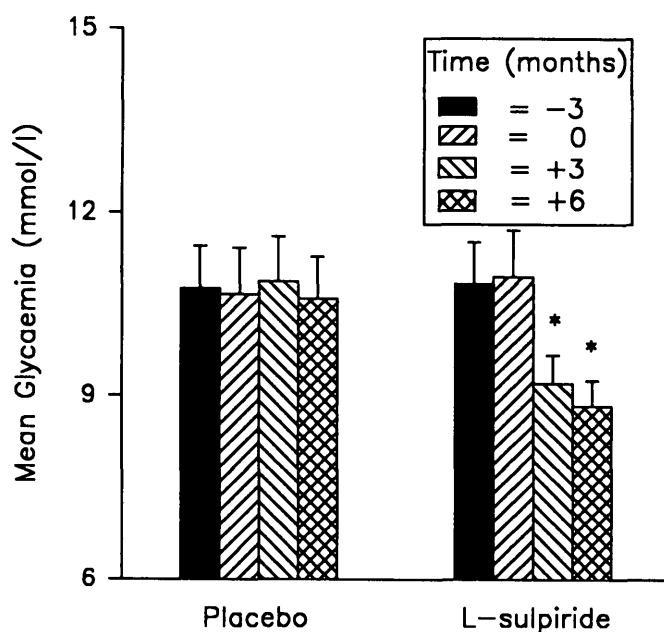 15
12
9
6
Mean Glycaemia (mmol/l)
Time (months)
= -3
= 0
= +3
= +6
*
*
Placebo
L-sulpiride